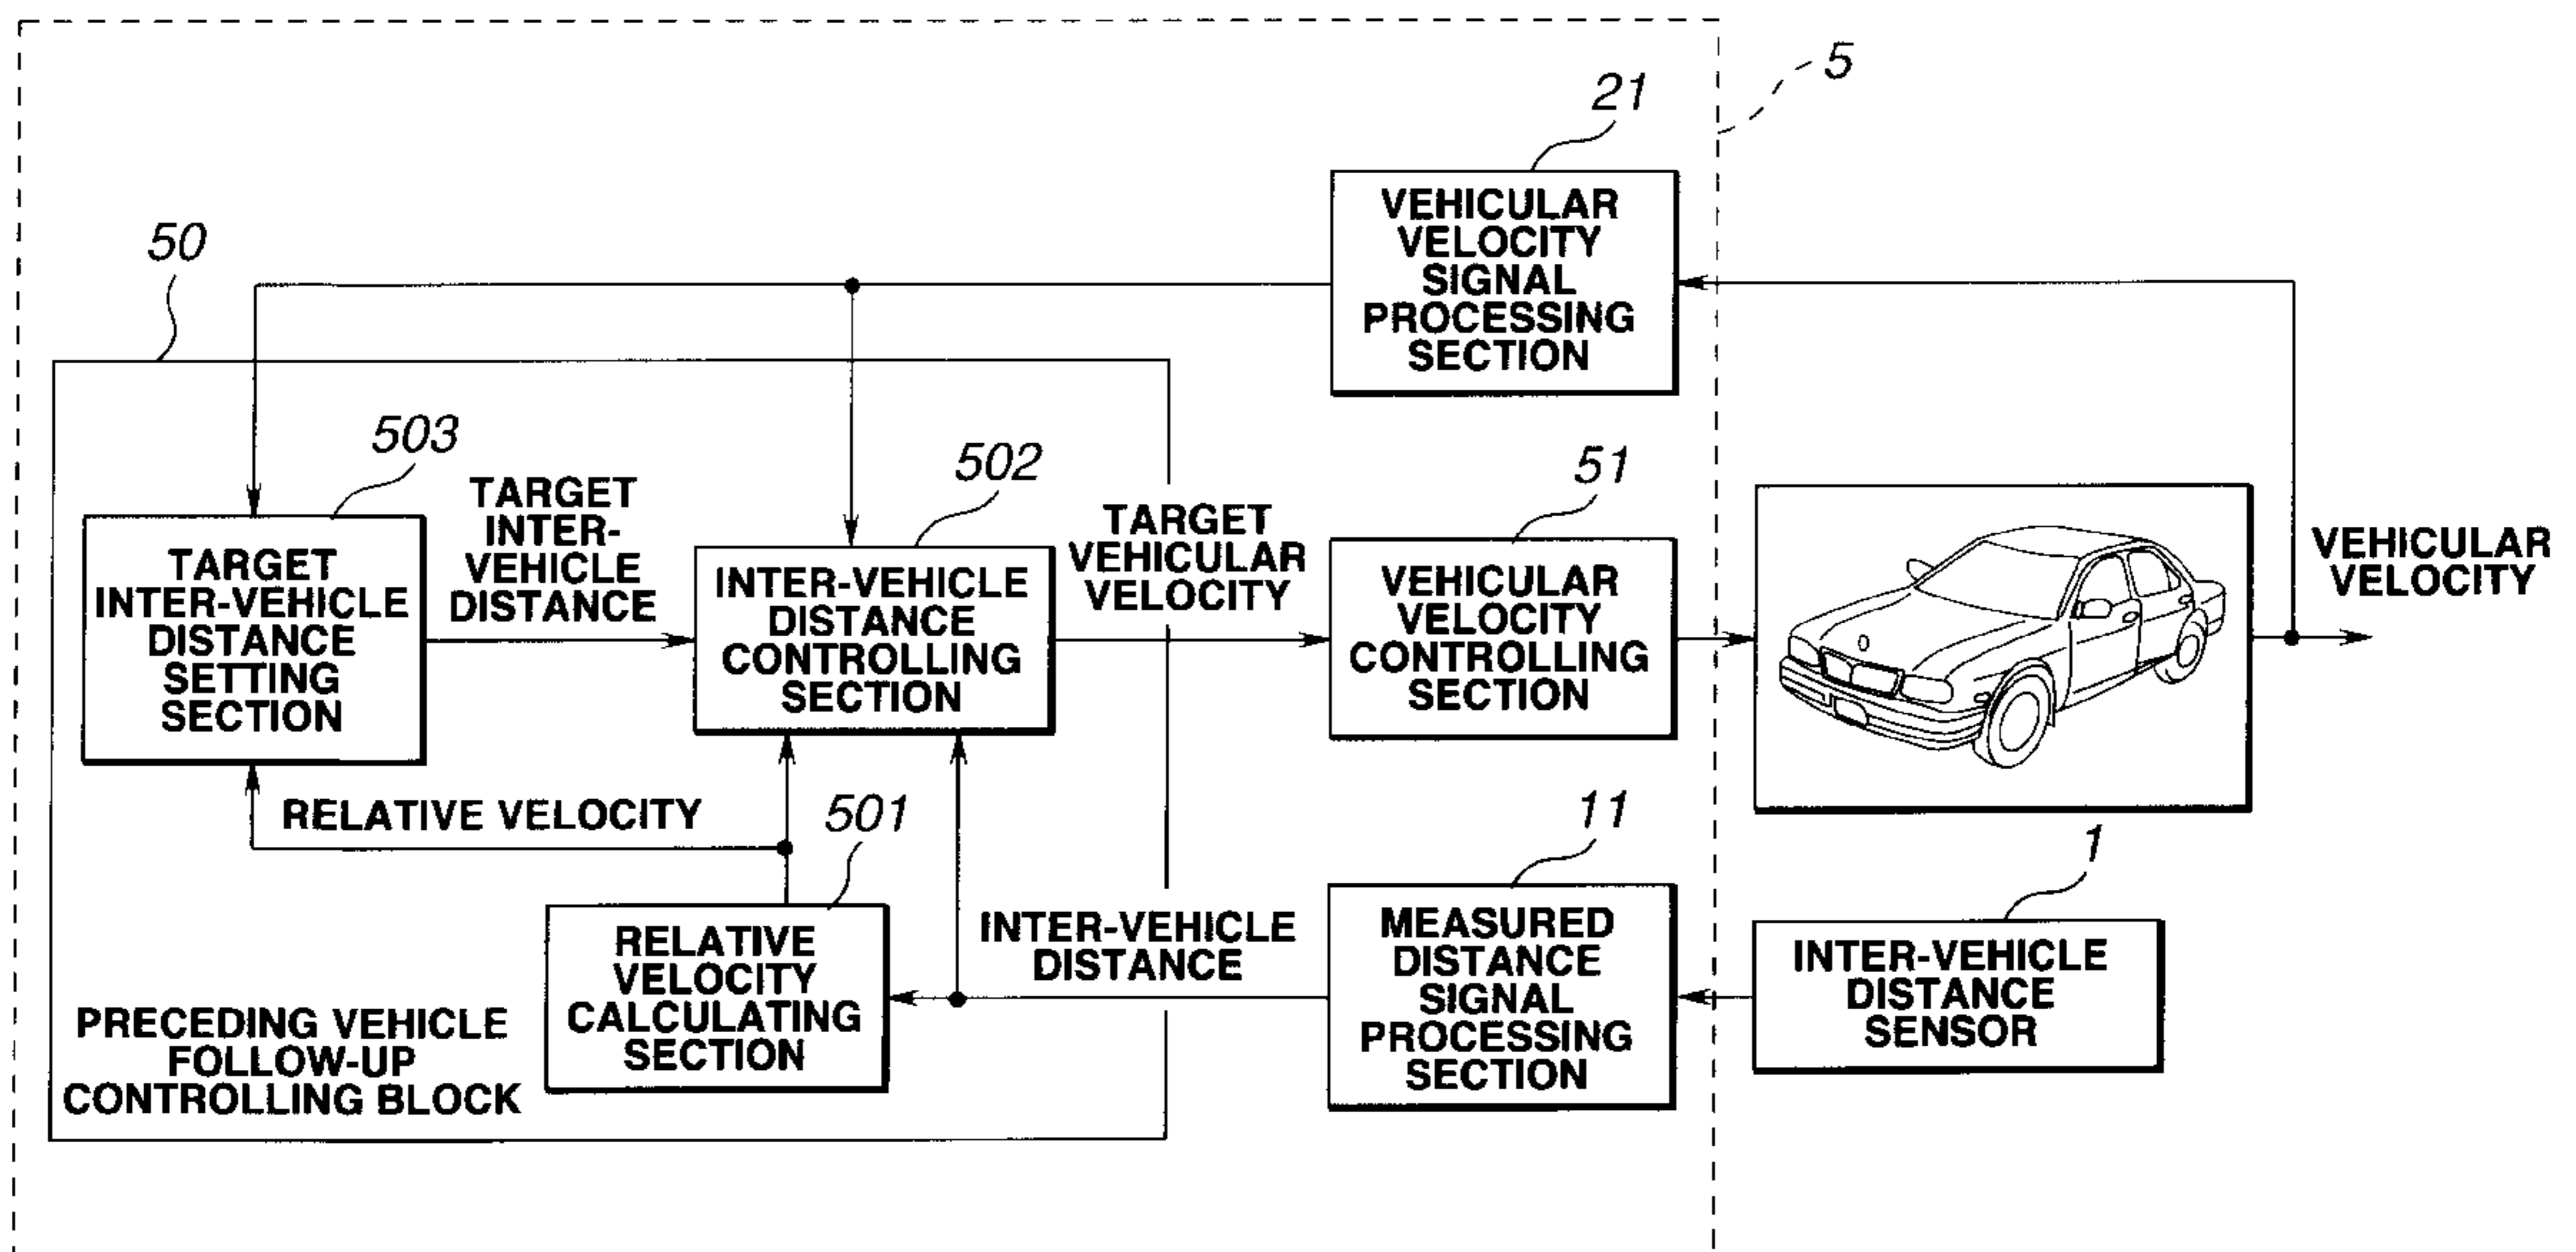 5
21
VEHICULAR
VELOCITY
SIGNAL
PROCESSING
SECTION
50
503
TARGET
INTER-VEHICLE
DISTANCE
SETTING
SECTION
TARGET
INTER-
VEHICLE
DISTANCE
502
INTER-VEHICLE
DISTANCE
CONTROLLING
SECTION
TARGET
VEHICULAR
VELOCITY
51
VEHICULAR
VELOCITY
CONTROLLING
SECTION
VEHICULAR
VELOCITY
RELATIVE VELOCITY
501
RELATIVE
VELOCITY
CALCULATING
SECTION
INTER-VEHICLE
DISTANCE
11
MEASURED
DISTANCE
SIGNAL
PROCESSING
SECTION
1
INTER-VEHICLE
DISTANCE
SENSOR
PRECEDING VEHICLE
FOLLOW-UP
CONTROLLING BLOCK